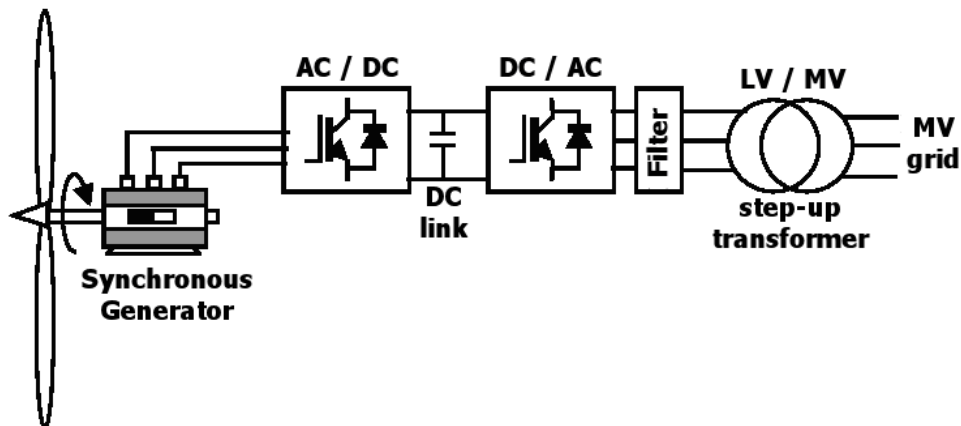 AC / DC
DC / AC
LV / MV
Filter
MV
grid
DC
link
step-up
transformer
Synchronous
Generator